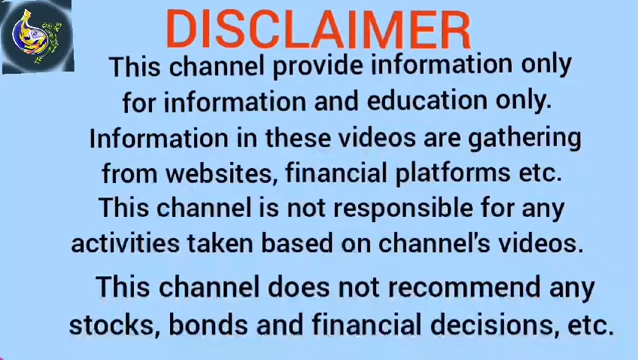 DISCLAIMER
This channel provide information only
for information and education only.
Information in these videos are gathering
from websites, financial platforms etc.
This channel is not responsible for any
activities taken based on channel's videos.
This channel does not recommend any
stocks, bonds and financial decisions, etc.